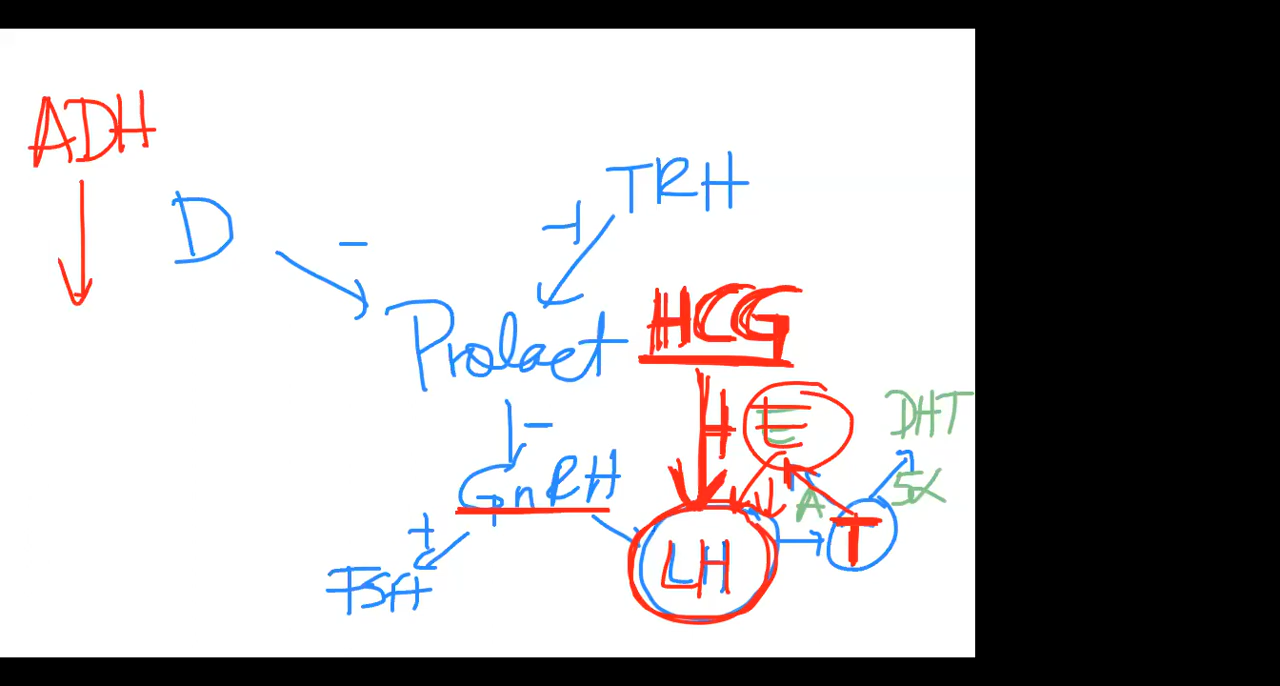 ADH
TRH
D
-
+
HCG
Prolact
-
H
E
DHT
GnRH
A
5α
+
T
LH
FSH